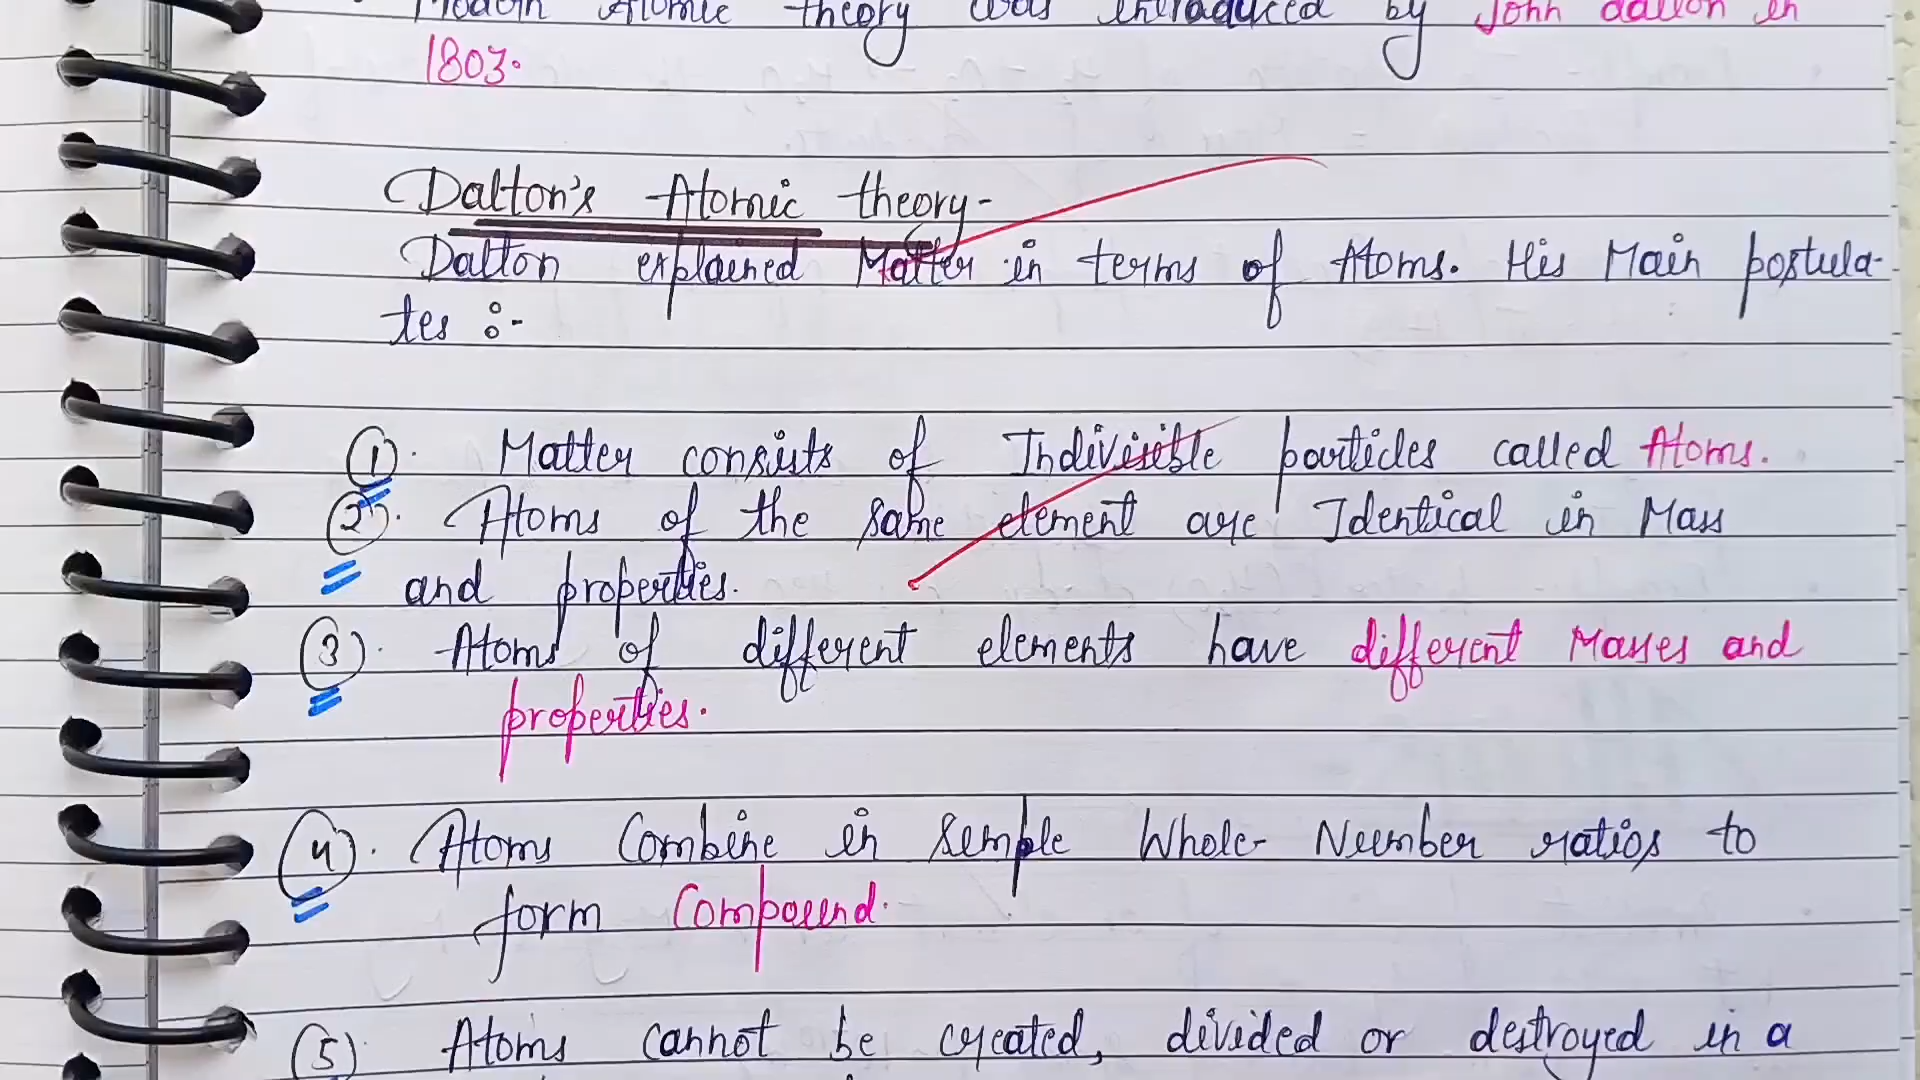 Modern Atomic theory was introduced by John dalton in
1803.
Dalton's Atomic theory-
Dalton explained Matter in terms of Atoms. His Main postula-
tes :-
1. Matter consists of Indivisible particles called Atoms.
2. Atoms of the same element are Identical in Mass
and properties.
3. Atoms of different elements have different Masses and
properties.
4. Atoms Combine in simple Whole- Number ratios to
form Compound.
5. Atoms cannot be created, divided or destroyed in a